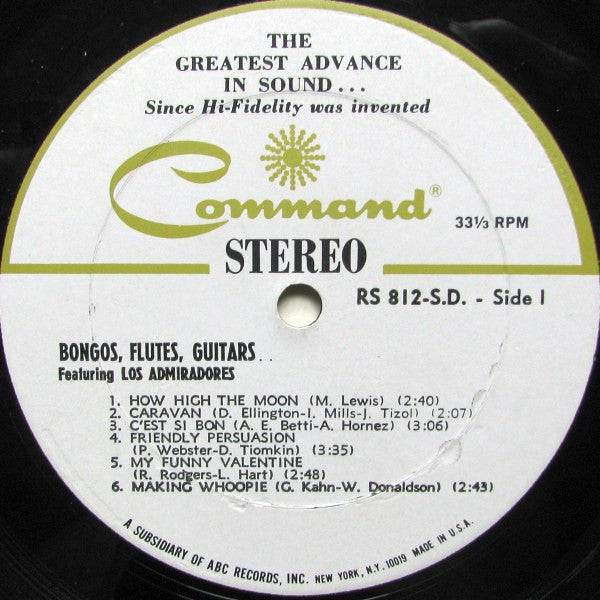 THE
GREATEST ADVANCE
IN SOUND...
Since Hi-Fidelity was invented
Command®
33⅓ RPM
STEREO
RS 812-S.D. - Side 1
BONGOS, FLUTES, GUITARS..
Featuring LOS ADMIRADORES
1. HOW HIGH THE MOON (M. Lewis) (2:40)
2. CARAVAN (D. Ellington-I. Mills-J. Tizol) (2:07)
3. C'EST SI BON (A. E. Betti-A. Hornez) (3:06)
4. FRIENDLY PERSUASION
(P. Webster-D. Tiomkin) (3:35)
5. MY FUNNY VALENTINE
(R. Rodgers-L. Hart) (2:48)
6. MAKING WHOOPIE (G. Kahn-W. Donaldson) (2:43)
A SUBSIDIARY OF ABC RECORDS, INC. NEW YORK, N.Y. 10019 MADE IN U.S.A.